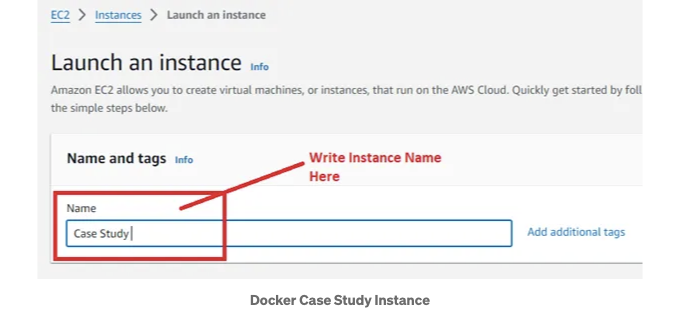 EC2 > Instances > Launch an instance
Launch an instance Info
Amazon EC2 allows you to create virtual machines, or instances, that run on the AWS Cloud. Quickly get started by foll
the simple steps below.
Name and tags Info
Write Instance Name
Here
Name
Case Study
Add additional tags
Docker Case Study Instance